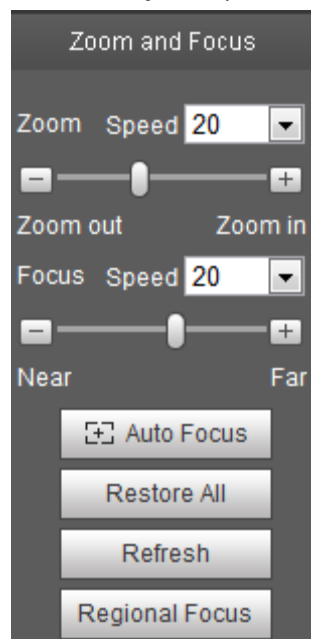 Zoom and Focus
Zoom Speed 20
Zoom out Zoom in
Focus Speed 20
Near Far
Auto Focus
Restore All
Refresh
Regional Focus